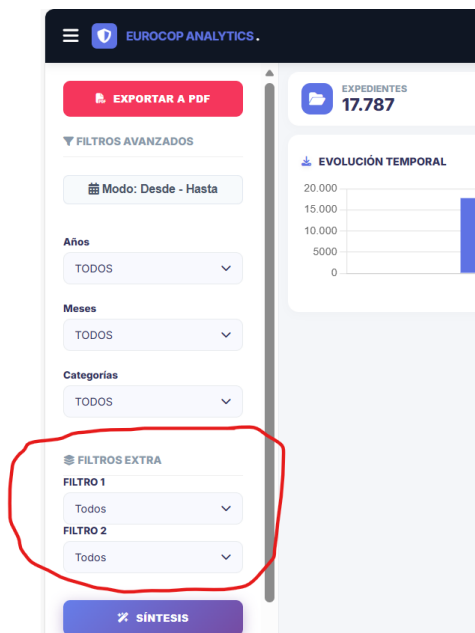 EUROCOP ANALYTICS.
EXPORTAR A PDF
FILTROS AVANZADOS
Modo: Desde - Hasta
Años
TODOS
Meses
TODOS
Categorías
TODOS
FILTROS EXTRA
FILTRO 1
Todos
FILTRO 2
Todos
SÍNTESIS
EXPEDIENTES
17.787
EVOLUCIÓN TEMPORAL
20.000
15.000
10.000
5000
0